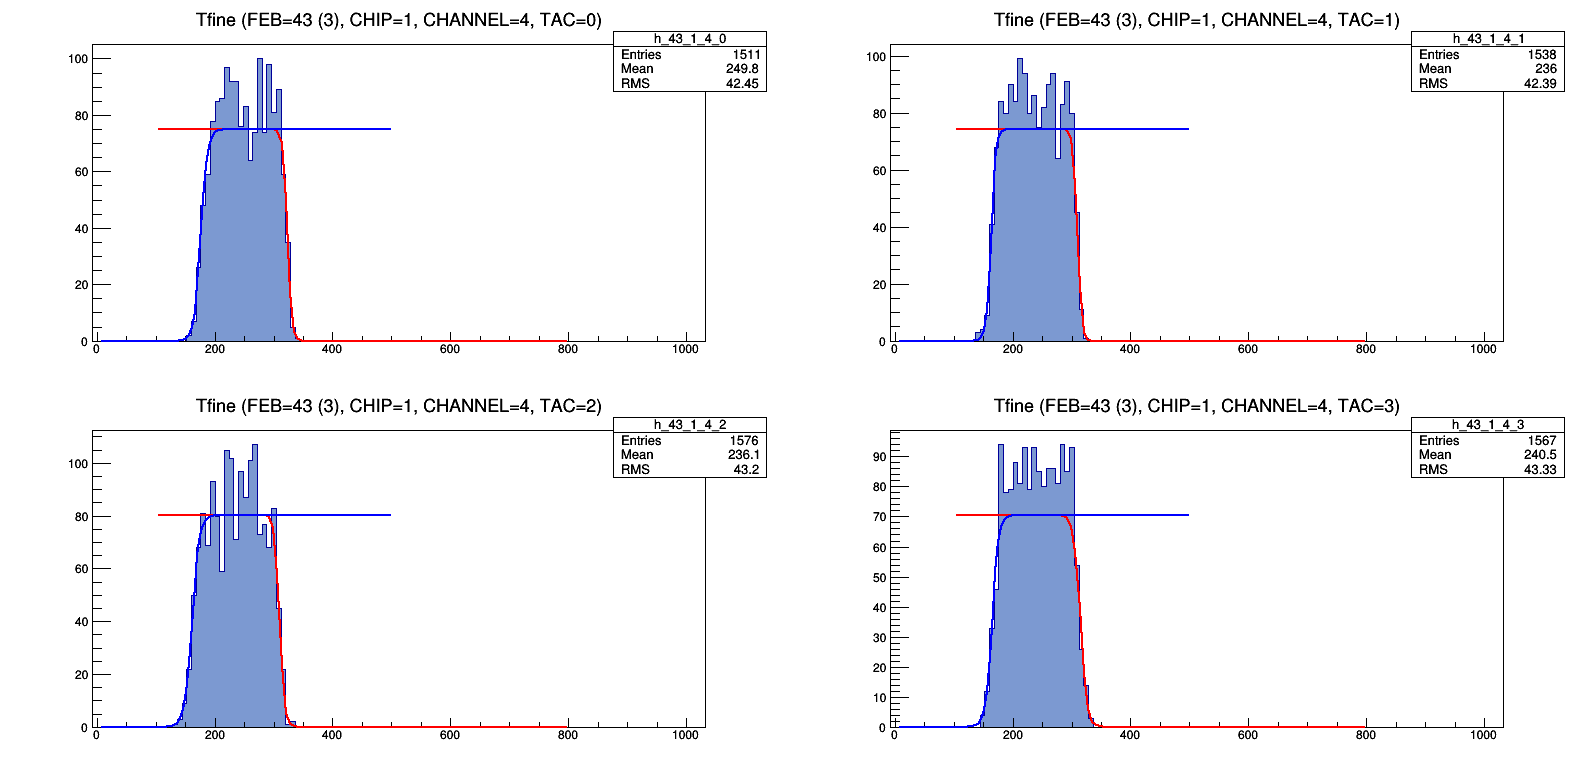 Tfine (FEB=43 (3), CHIP=1, CHANNEL=4, TAC=0)
h_43_1_4_0
Entries 1511
Mean 249.8
RMS 42.45
100
80
60
40
20
0
0 200 400 600 800 1000
Tfine (FEB=43 (3), CHIP=1, CHANNEL=4, TAC=1)
h_43_1_4_1
Entries 1538
Mean 236
RMS 42.39
100
80
60
40
20
0
0 200 400 600 800 1000
Tfine (FEB=43 (3), CHIP=1, CHANNEL=4, TAC=2)
h_43_1_4_2
Entries 1576
Mean 236.1
RMS 43.2
100
80
60
40
20
0
0 200 400 600 800 1000
Tfine (FEB=43 (3), CHIP=1, CHANNEL=4, TAC=3)
h_43_1_4_3
Entries 1567
Mean 240.5
RMS 43.33
90
80
70
60
50
40
30
20
10
0
0 200 400 600 800 1000